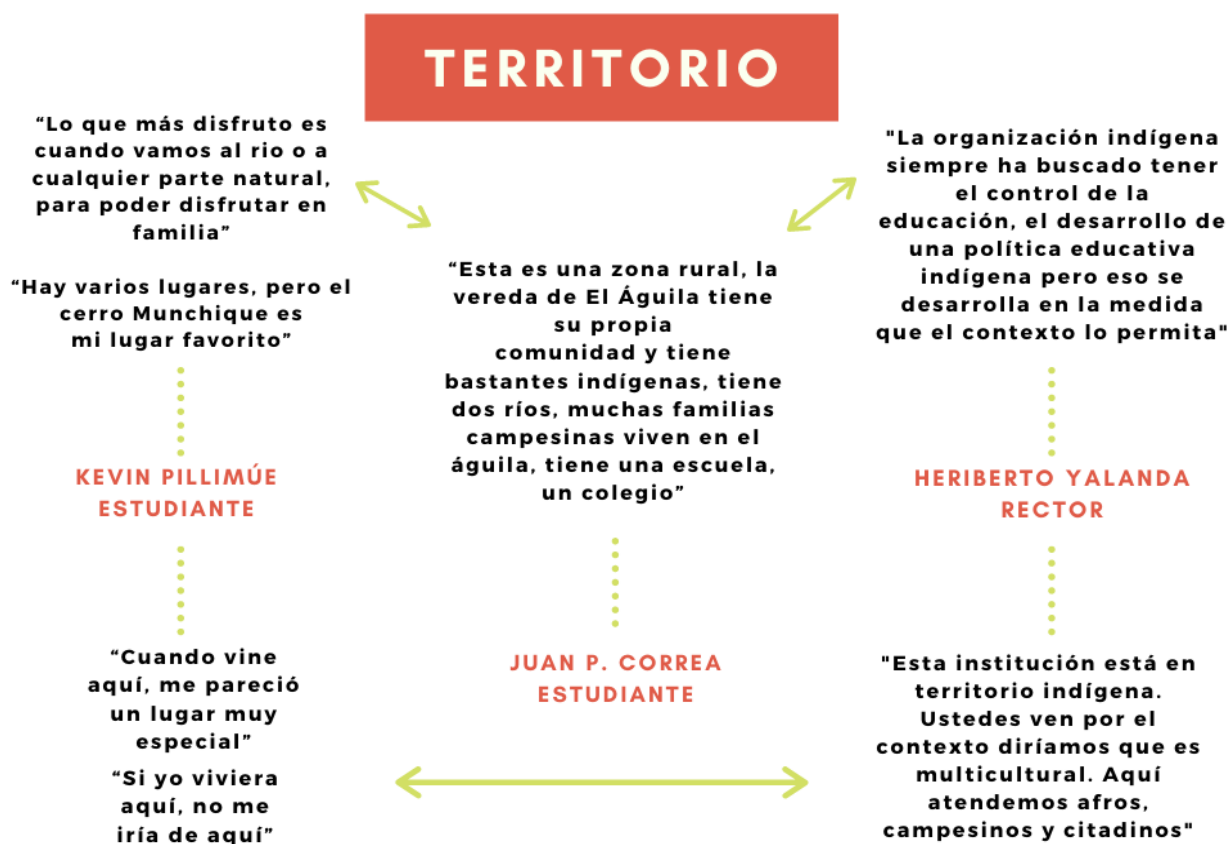 TERRITORIO
“Lo que más disfruto es
cuando vamos al rio o a
cualquier parte natural,
para poder disfrutar en
familia”
“Hay varios lugares, pero el
cerro Munchique es
mi lugar favorito”
KEVIN PILLIMÚE
ESTUDIANTE
“Cuando vine
aquí, me pareció
un lugar muy
especial”
“Si yo viviera
aquí, no me
iría de aquí”
“Esta es una zona rural, la
vereda de El Águila tiene
su propia
comunidad y tiene
bastantes indígenas, tiene
dos ríos, muchas familias
campesinas viven en el
águila, tiene una escuela,
un colegio”
JUAN P. CORREA
ESTUDIANTE
"La organización indígena
siempre ha buscado tener
el control de la
educación, el desarrollo de
una política educativa
indígena pero eso se
desarrolla en la medida
que el contexto lo permita"
HERIBERTO YALANDA
RECTOR
"Esta institución está en
territorio indígena.
Ustedes ven por el
contexto diríamos que es
multicultural. Aquí
atendemos afros,
campesinos y citadinos"